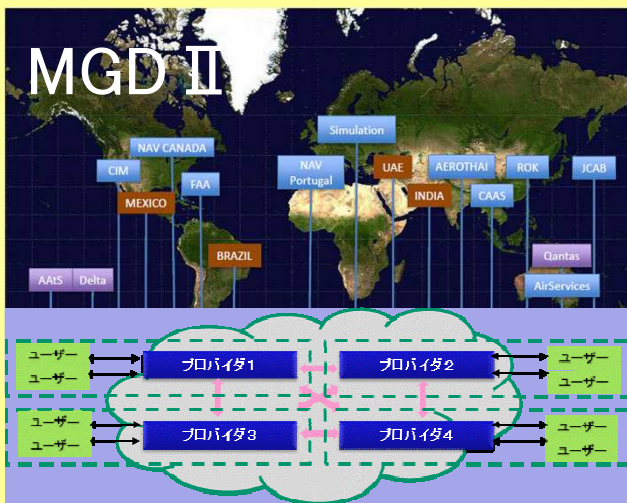 MGD Ⅱ
Simulation
NAV CANADA
CIM
FAA
NAV
Portugal
UAE
AEROTHAI
ROK
JCAB
MEXICO
INDIA
CAAS
BRAZIL
Qantas
AAtS
Delta
AirServices
ユーザー
ユーザー
プロバイダ1
プロバイダ2
ユーザー
ユーザー
ユーザー
ユーザー
プロバイダ3
プロバイダ4
ユーザー
ユーザー